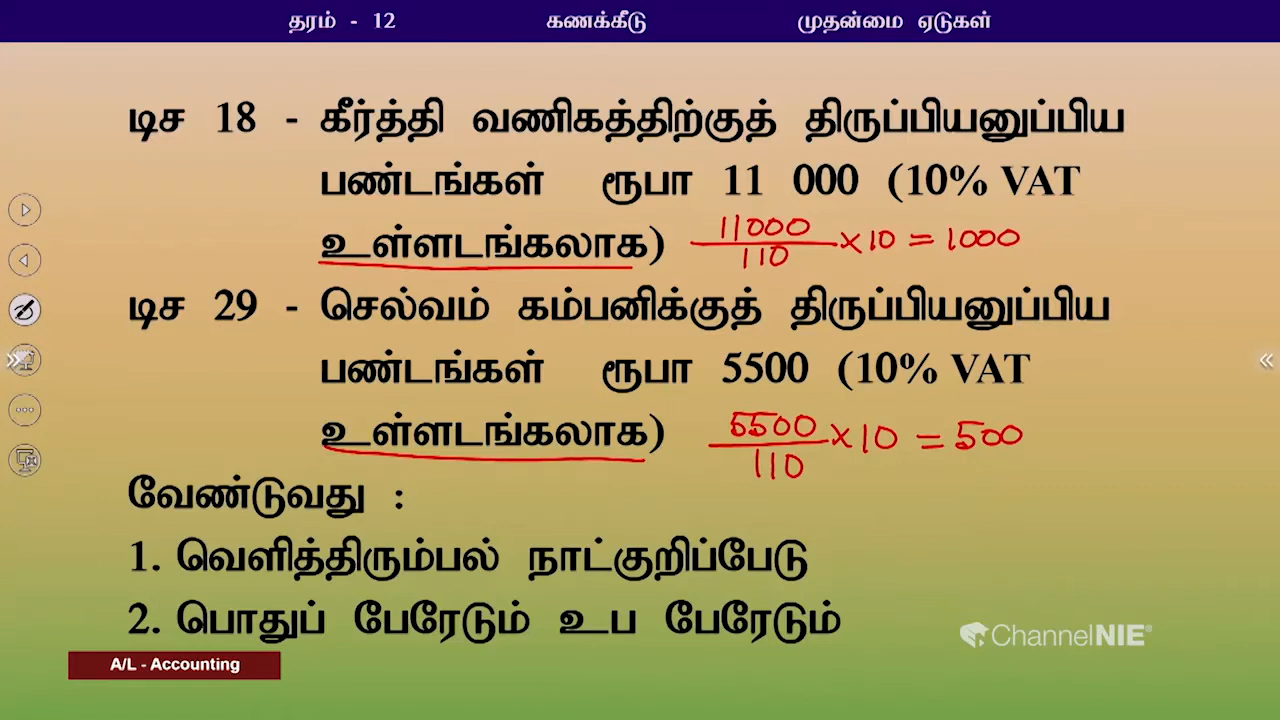 தரம் - 12 கணக்கீடு முதன்மை ஏடுகள்
டிச 18 - கீர்த்தி வணிகத்திற்குத் திருப்பியனுப்பிய
பண்டங்கள் ரூபா 11 000 (10% VAT
உள்ளடங்கலாக) 11000/110 × 10 = 1000
டிச 29 - செல்வம் கம்பனிக்குத் திருப்பியனுப்பிய
பண்டங்கள் ரூபா 5500 (10% VAT
உள்ளடங்கலாக) 5500/110 × 10 = 500
வேண்டுவது :
1. வெளித்திரும்பல் நாட்குறிப்பேடு
2. பொதுப் பேரேடும் உப பேரேடும்
ChannelNIE®
A/L - Accounting